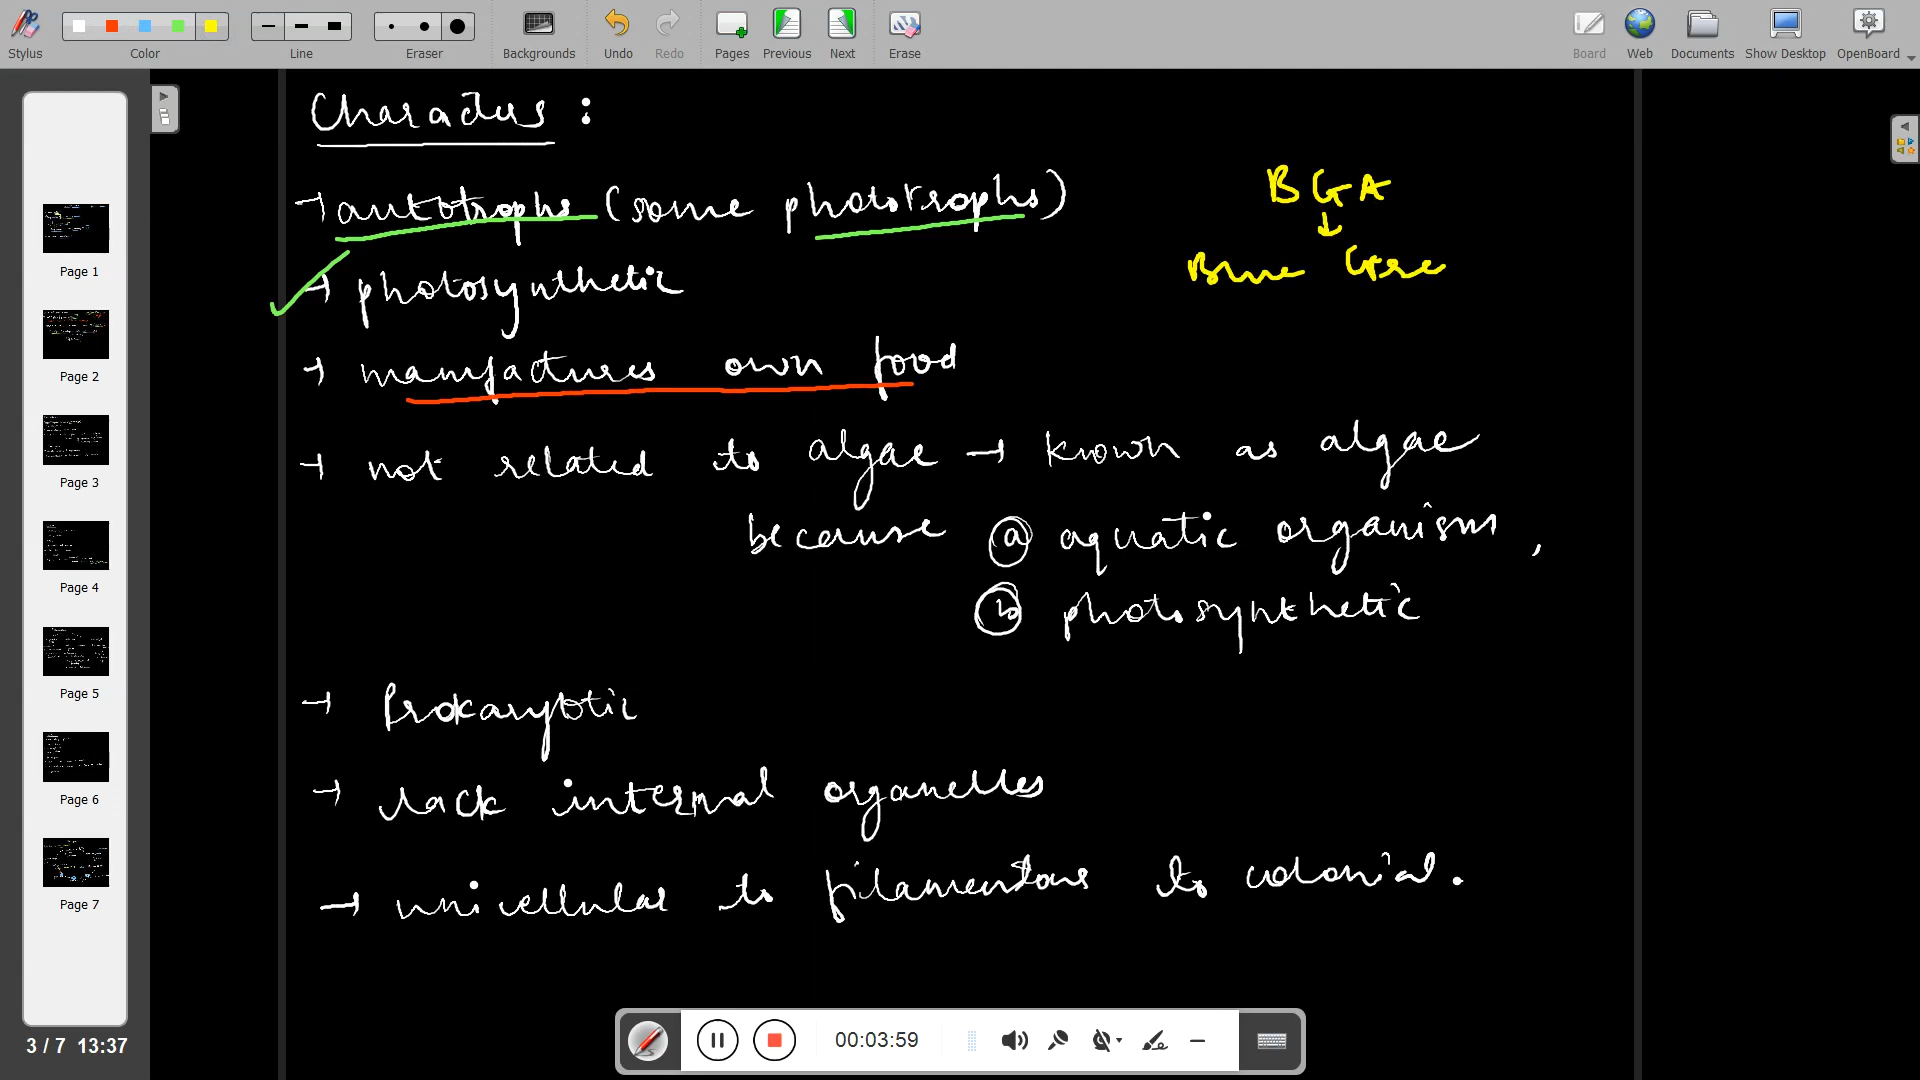 Stylus Color Line Eraser Backgrounds Undo Redo Pages Previous Next Erase Board Web Documents Show Desktop OpenBoard
Characters :
→ autotrophs (some phototrophs)
BGA
↓
Blue Gree
→ photosynthetic
→ manufactures own food
→ not related to algae → known as algae
because ⓐ aquatic organism,
ⓑ photosynthetic
→ Prokaryotic
→ lack internal organelles
→ unicellular to filamentous to colonial.
Page 1
Page 2
Page 3
Page 4
Page 5
Page 6
Page 7
3 / 7 13:37
00:03:59